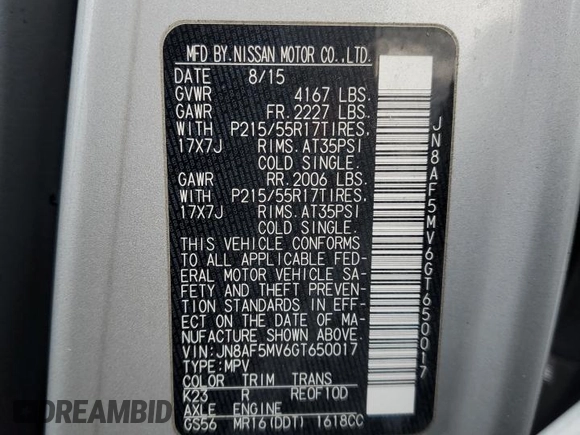 MFD BY. NISSAN MOTOR CO.,LTD.
DATE 8/15
GVWR 4167 LBS.
GAWR FR. 2227 LBS.
WITH P215/55R17TIRES,
17X7J RIMS. AT35PSI
COLD SINGLE.
GAWR RR. 2006 LBS.
WITH P215/55R17TIRES,
17X7J RIMS. AT35PSI
COLD SINGLE.
THIS VEHICLE CONFORMS
TO ALL APPLICABLE FED-
ERAL MOTOR VEHICLE SA-
FETY AND THEFT PREVEN-
TION STANDARDS IN EFF-
ECT ON THE DATE OF MA-
NUFACTURE SHOWN ABOVE.
VIN: JN8AF5MV6GT650017
TYPE: MPV
COLOR TRIM TRANS
K23 R RE0F10D
AXLE ENGINE
GS56 MR16(DDT) 1618CC
JN8AF5MV6GT650017
© EPICVIN.COM